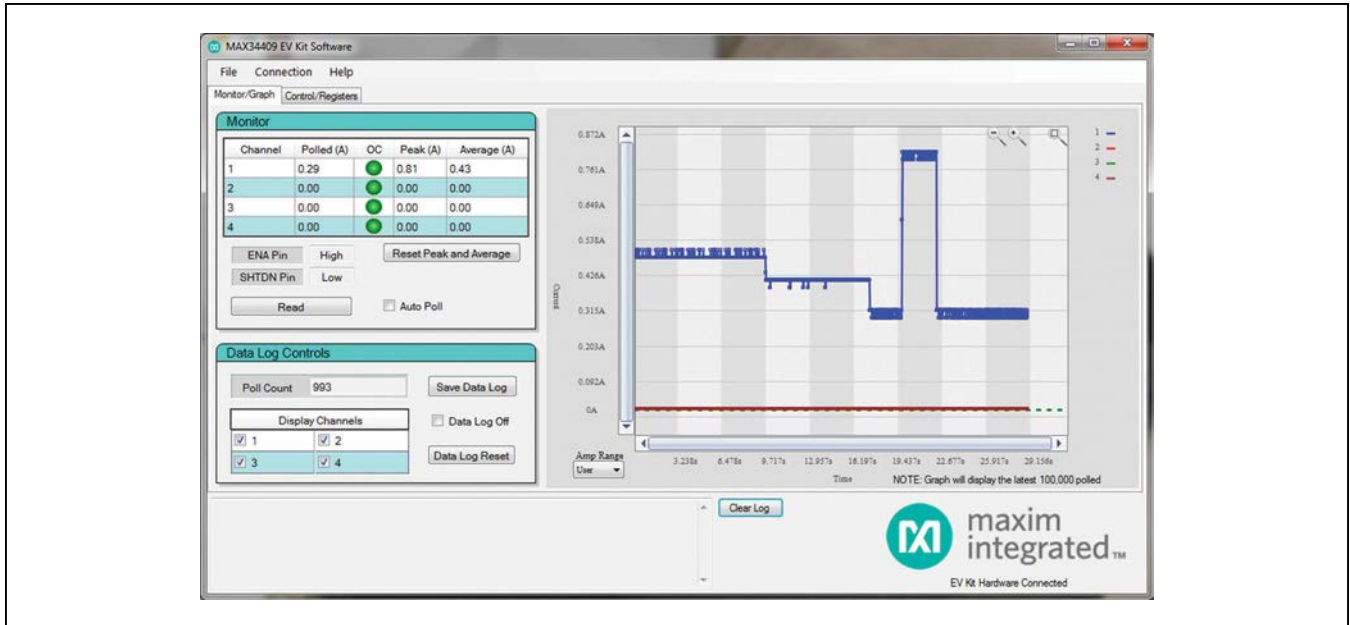 MAX34409 EV Kit Software
File Connection Help
Monitor/Graph Control/Registers
Monitor
Channel Polled (A) OC Peak (A) Average (A)
1 0.29 0.81 0.43
2 0.00 0.00 0.00
3 0.00 0.00 0.00
4 0.00 0.00 0.00
ENA Pin High Reset Peak and Average
SHTDN Pin Low
Read Auto Poll
Data Log Controls
Poll Count 993 Save Data Log
Display Channels Data Log Off
1 2
3 4
Data Log Reset
0.872A
0.761A
0.649A
0.538A
0.426A
0.315A
0.203A
0.092A
0A
Current
1
2
3
4
Amp Range
User
3.238s 6.478s 9.717s 12.957s 16.197s 19.437s 22.677s 25.917s 29.156s
Time
NOTE: Graph will display the latest 100,000 polled
Clear Log
maxim
integrated™
EV Kit Hardware Connected